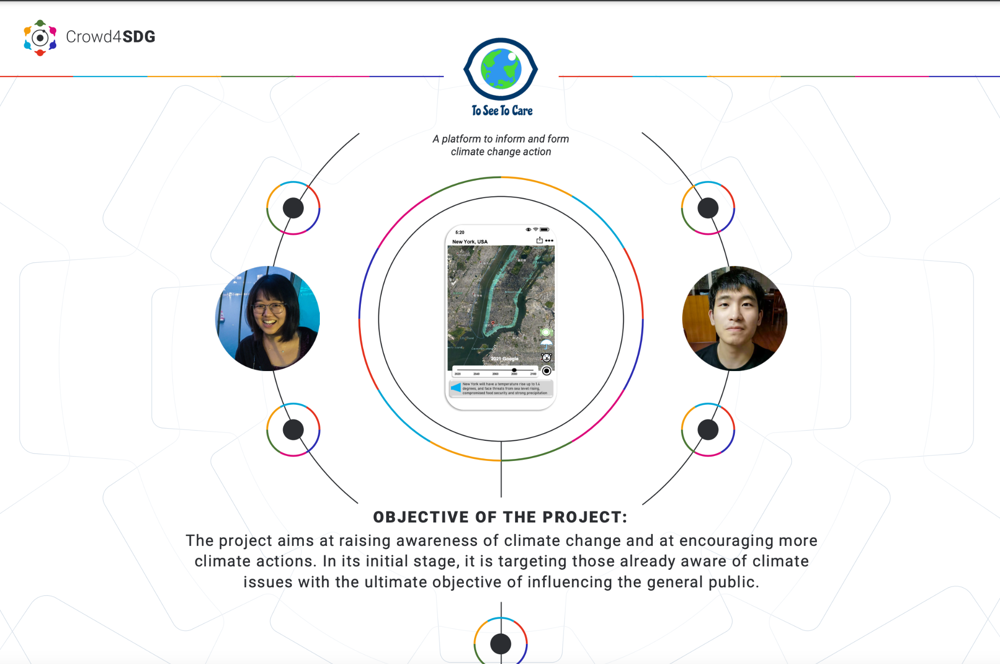 Crowd4SDG
To See To Care
A platform to inform and form
climate change action
5:20
New York, USA
2021 Google
2020 2040 2060 2080 2100
New York will have a temperature rise up to 1.4
degrees, and face threats from sea level rising,
compromised food security and strong precipitation
OBJECTIVE OF THE PROJECT:
The project aims at raising awareness of climate change and at encouraging more
climate actions. In its initial stage, it is targeting those already aware of climate
issues with the ultimate objective of influencing the general public.